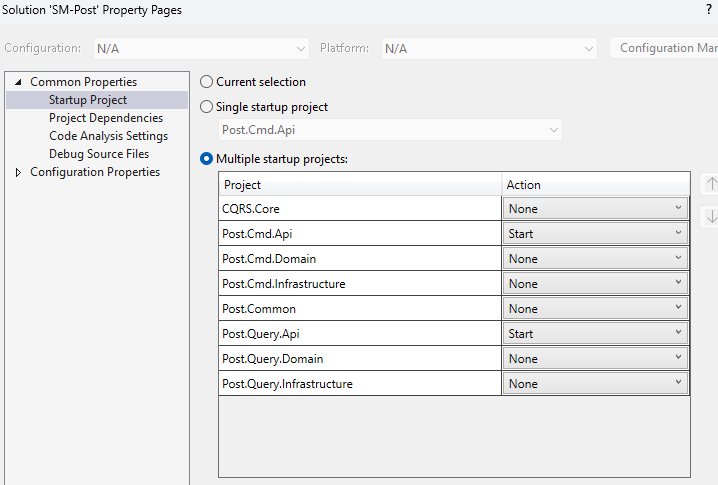 Solution 'SM-Post' Property Pages ?
Configuration: N/A Platform: N/A Configuration Mar
Common Properties
Startup Project
Project Dependencies
Code Analysis Settings
Debug Source Files
Configuration Properties
Current selection
Single startup project
Post.Cmd.Api
Multiple startup projects:
Project Action
CQRS.Core None
Post.Cmd.Api Start
Post.Cmd.Domain None
Post.Cmd.Infrastructure None
Post.Common None
Post.Query.Api Start
Post.Query.Domain None
Post.Query.Infrastructure None